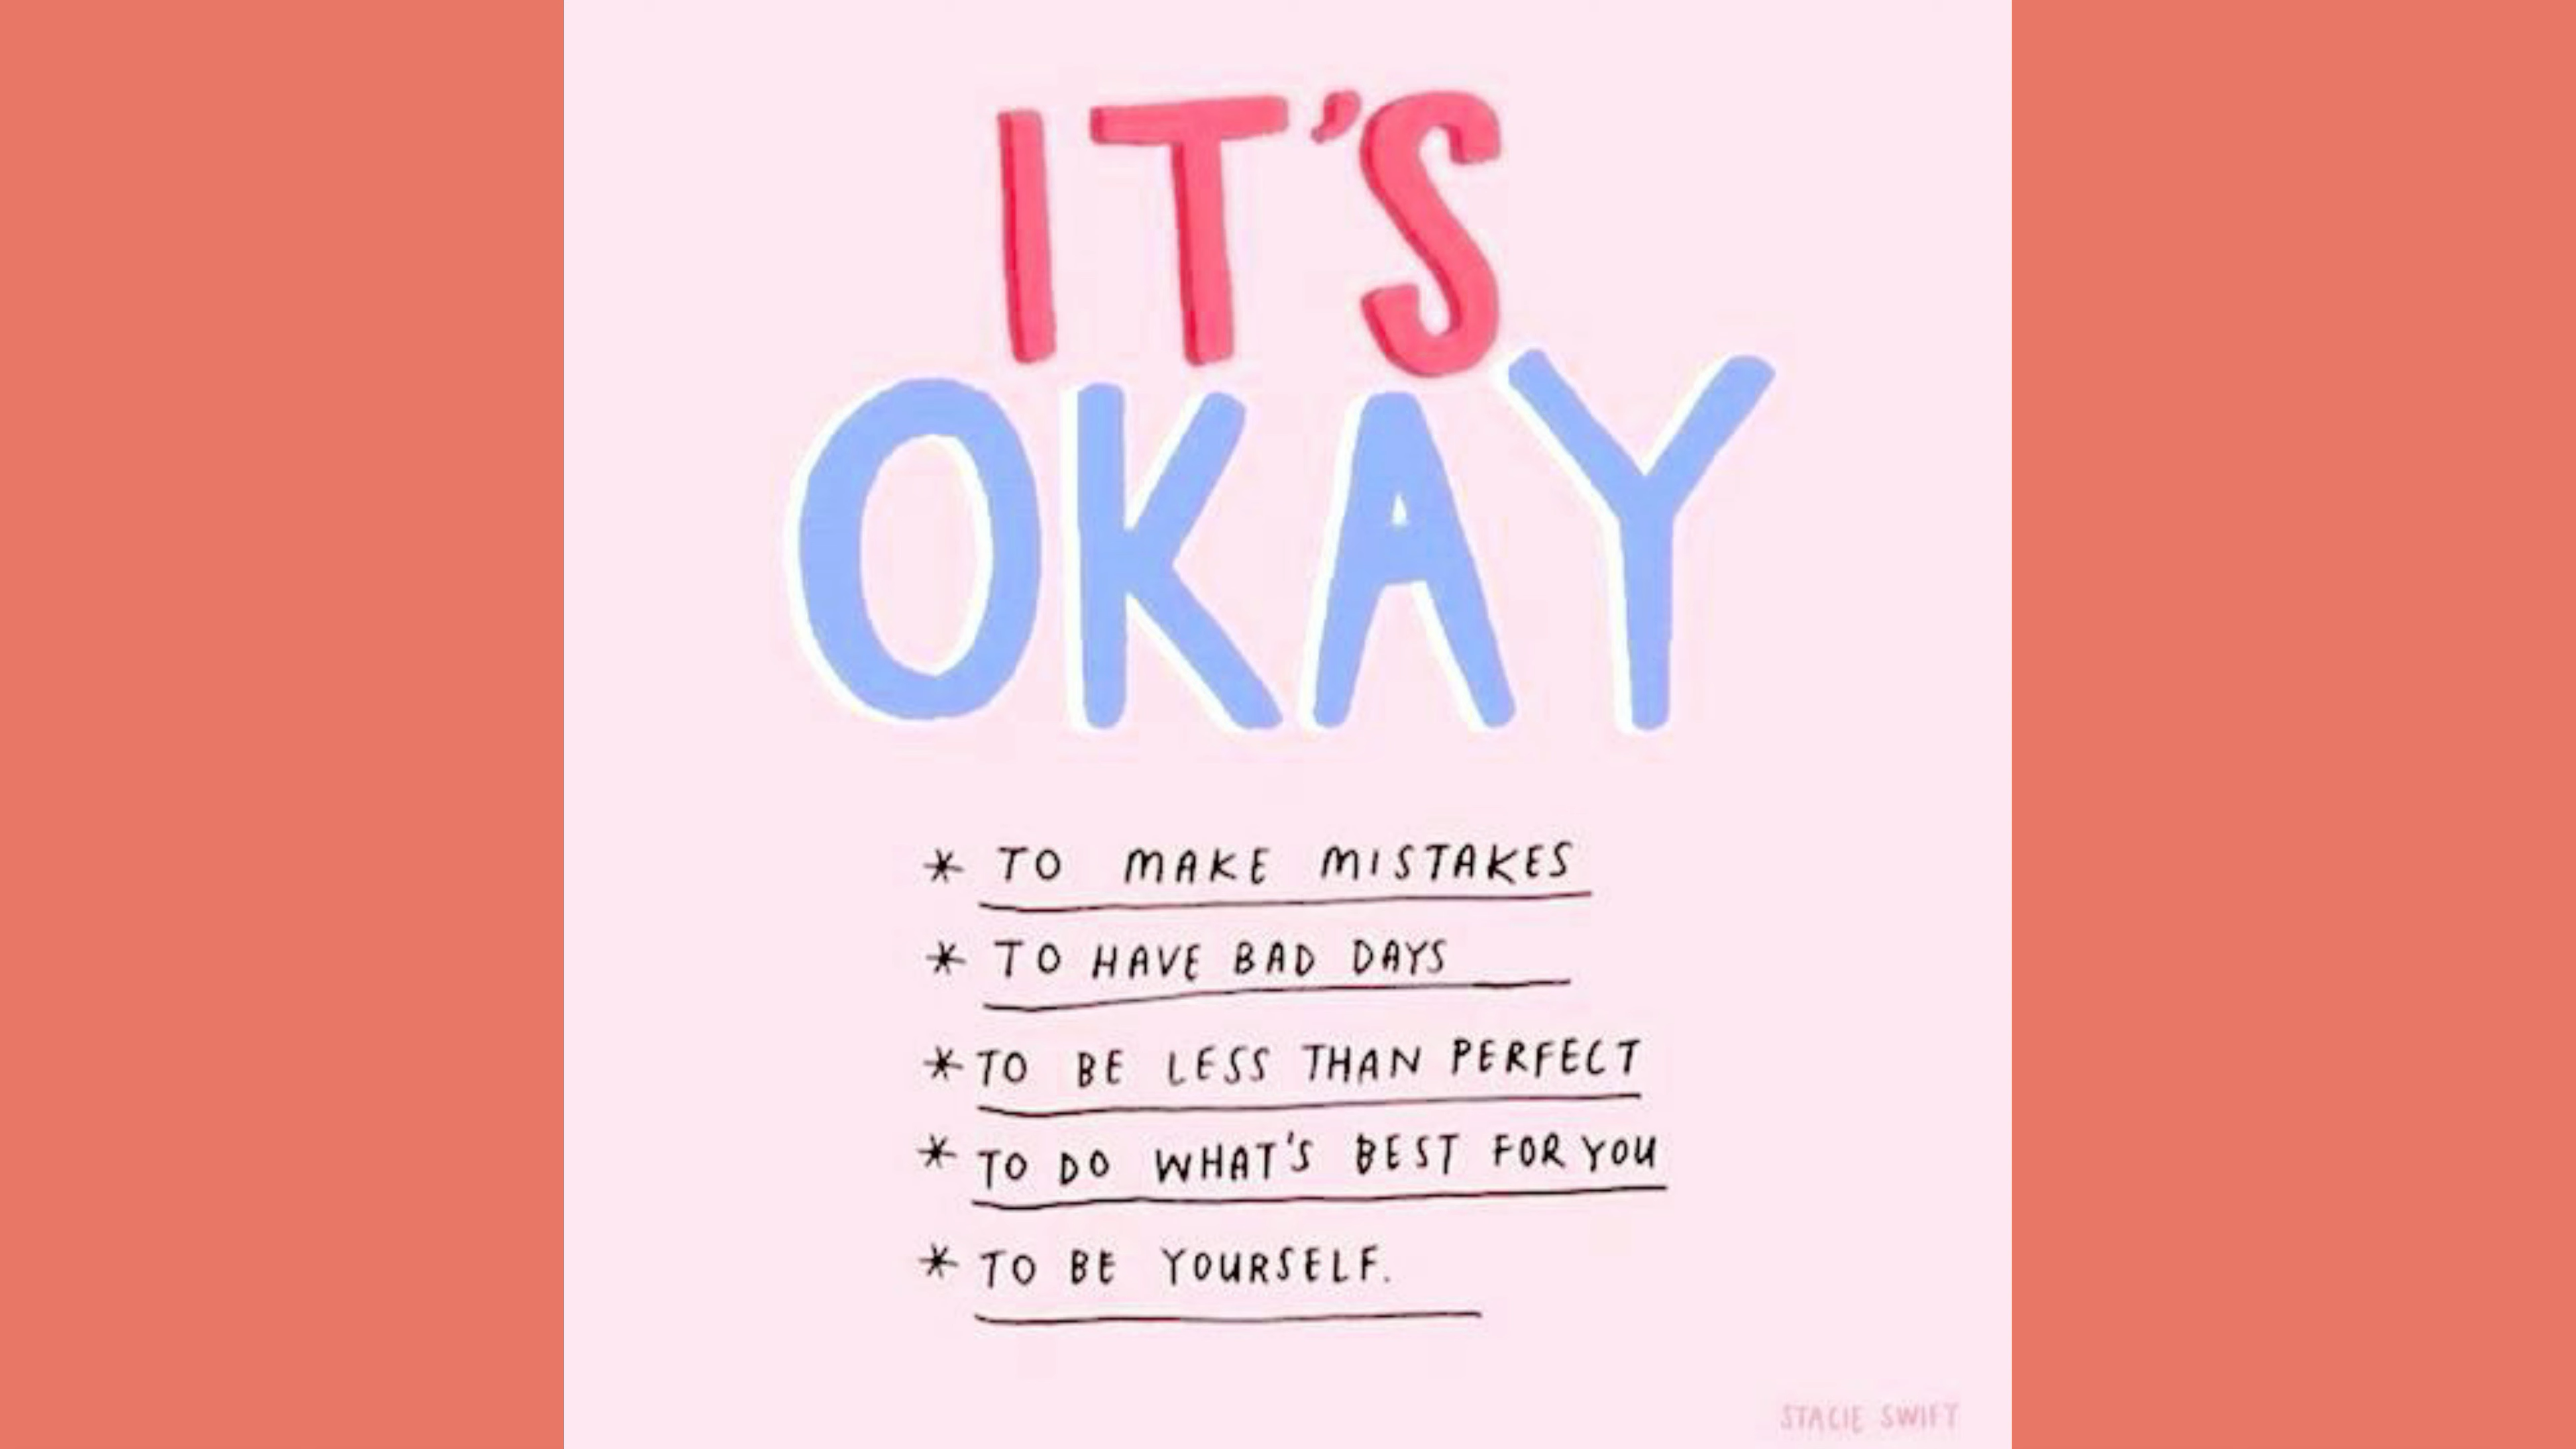 IT'S
OKAY
* TO MAKE MISTAKES
* TO HAVE BAD DAYS
* TO BE LESS THAN PERFECT
* TO DO WHAT'S BEST FOR YOU
* TO BE YOURSELF.
STACIE SWIFT